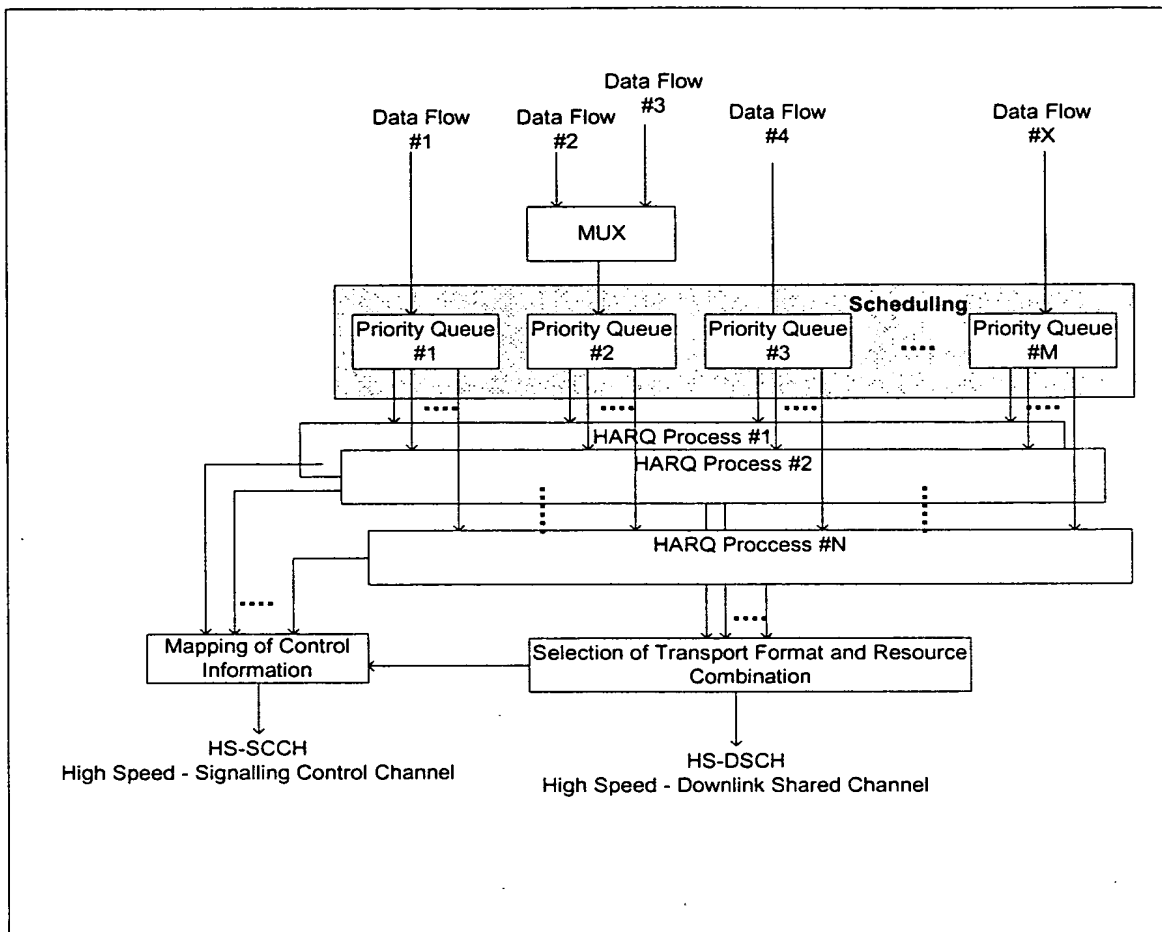 Data Flow
#1
Data Flow
#2
Data Flow
#3
Data Flow
#4
Data Flow
#X
MUX
Scheduling
Priority Queue
#1
Priority Queue
#2
Priority Queue
#3
Priority Queue
#M
HARQ Process #1
HARQ Process #2
HARQ Proccess #N
Mapping of Control
Information
Selection of Transport Format and Resource
Combination
HS-SCCH
High Speed - Signalling Control Channel
HS-DSCH
High Speed - Downlink Shared Channel